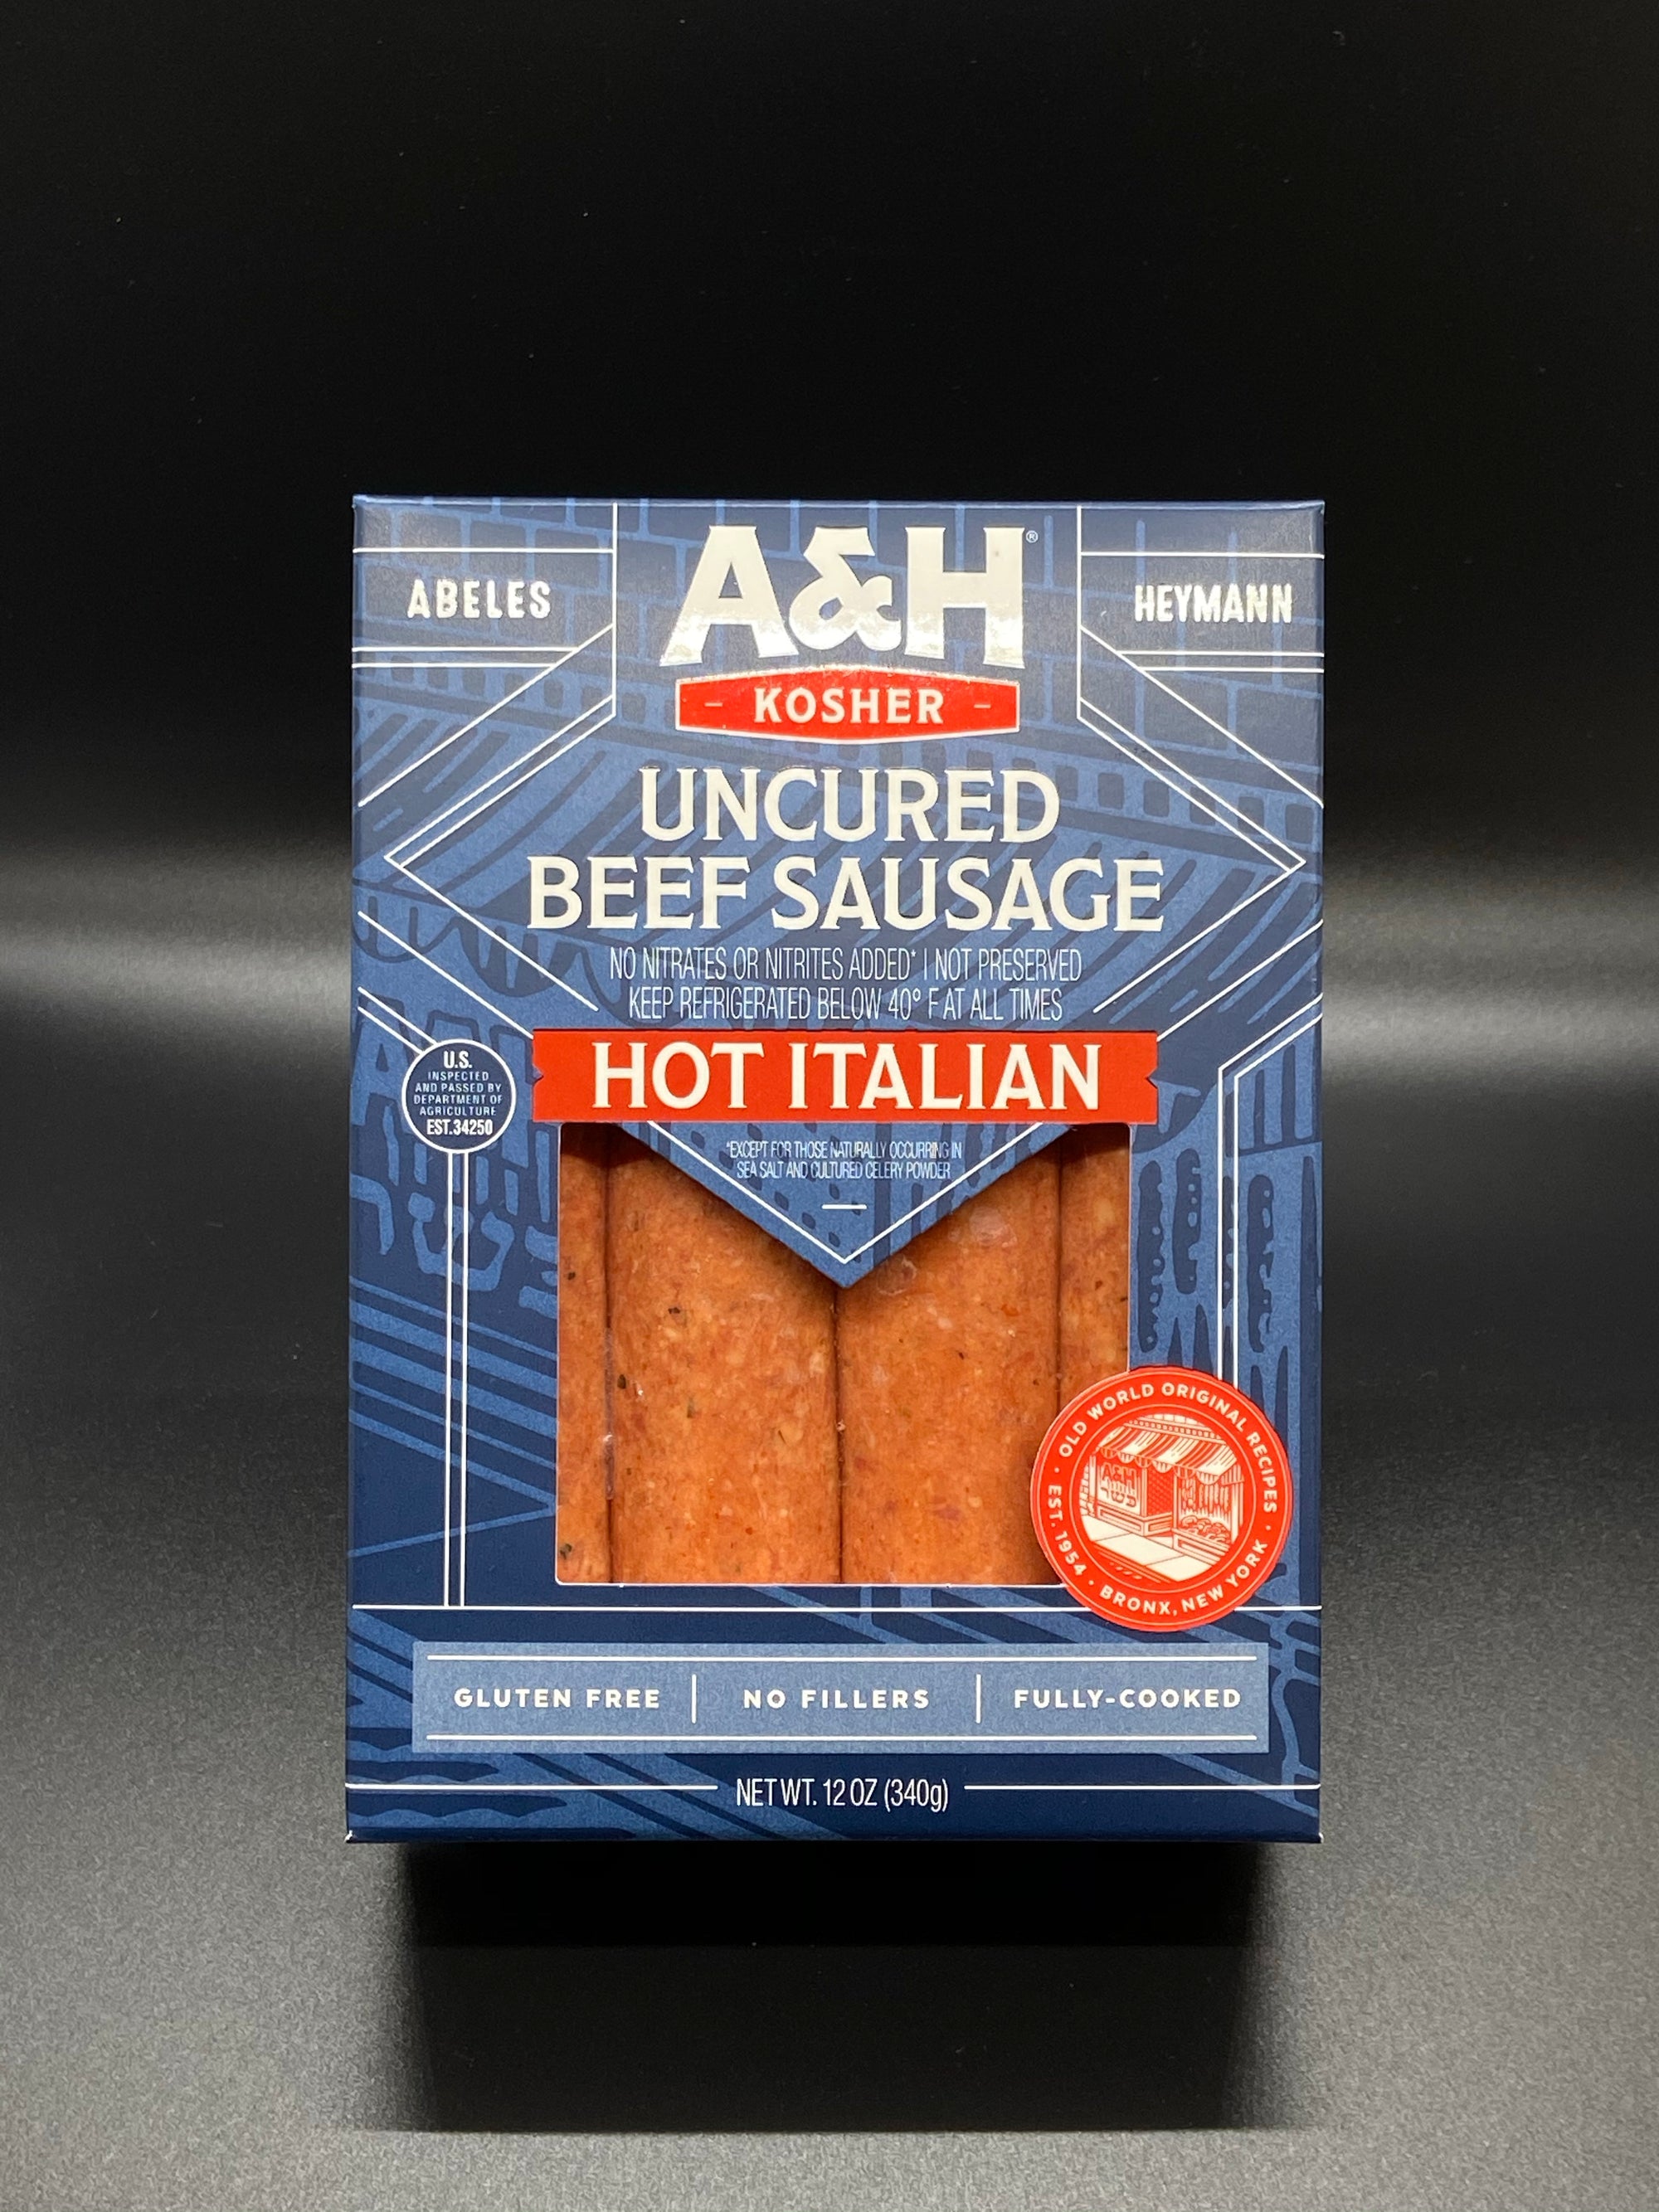 ABELES
A&H®
HEYMANN
- KOSHER -
UNCURED
BEEF SAUSAGE
NO NITRATES OR NITRITES ADDED* | NOT PRESERVED
KEEP REFRIGERATED BELOW 40° F AT ALL TIMES
HOT ITALIAN
U.S.
INSPECTED
AND PASSED BY
DEPARTMENT OF
AGRICULTURE
EST.34250
*EXCEPT FOR THOSE NATURALLY OCCURRING IN
SEA SALT AND CULTURED CELERY POWDER
OLD WORLD ORIGINAL RECIPES
EST. 1954 • BRONX, NEW YORK
A&H
GLUTEN FREE | NO FILLERS | FULLY-COOKED
NET WT. 12 OZ (340g)